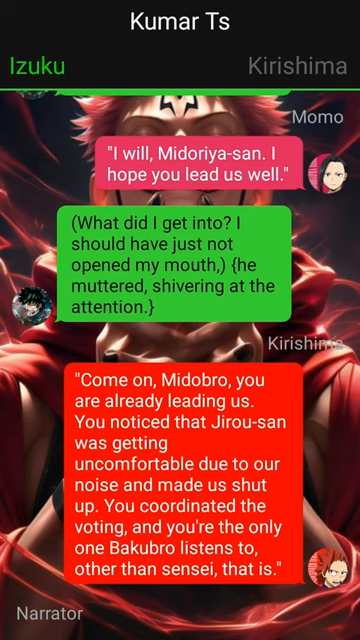 Kumar Ts
Izuku
Kirishima
Momo
"I will, Midoriya-san. I
hope you lead us well."
(What did I get into? I
should have just not
opened my mouth,) {he
muttered, shivering at the
attention.}
Kirishima
"Come on, Midobro, you
are already leading us.
You noticed that Jirou-san
was getting
uncomfortable due to our
noise and made us shut
up. You coordinated the
voting, and you're the only
one Bakubro listens to,
other than sensei, that is."
Narrator